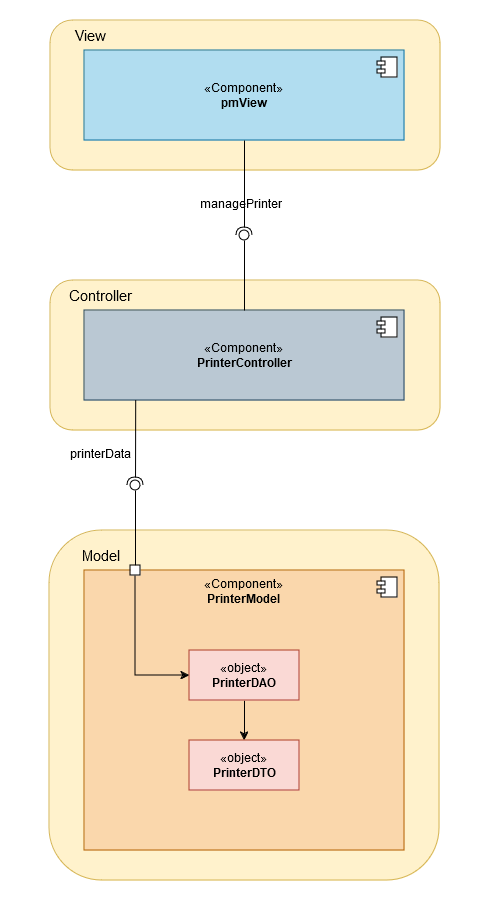 View
«Component»
pmView
managePrinter
Controller
«Component»
PrinterController
printerData
Model
«Component»
PrinterModel
«object»
PrinterDAO
«object»
PrinterDTO